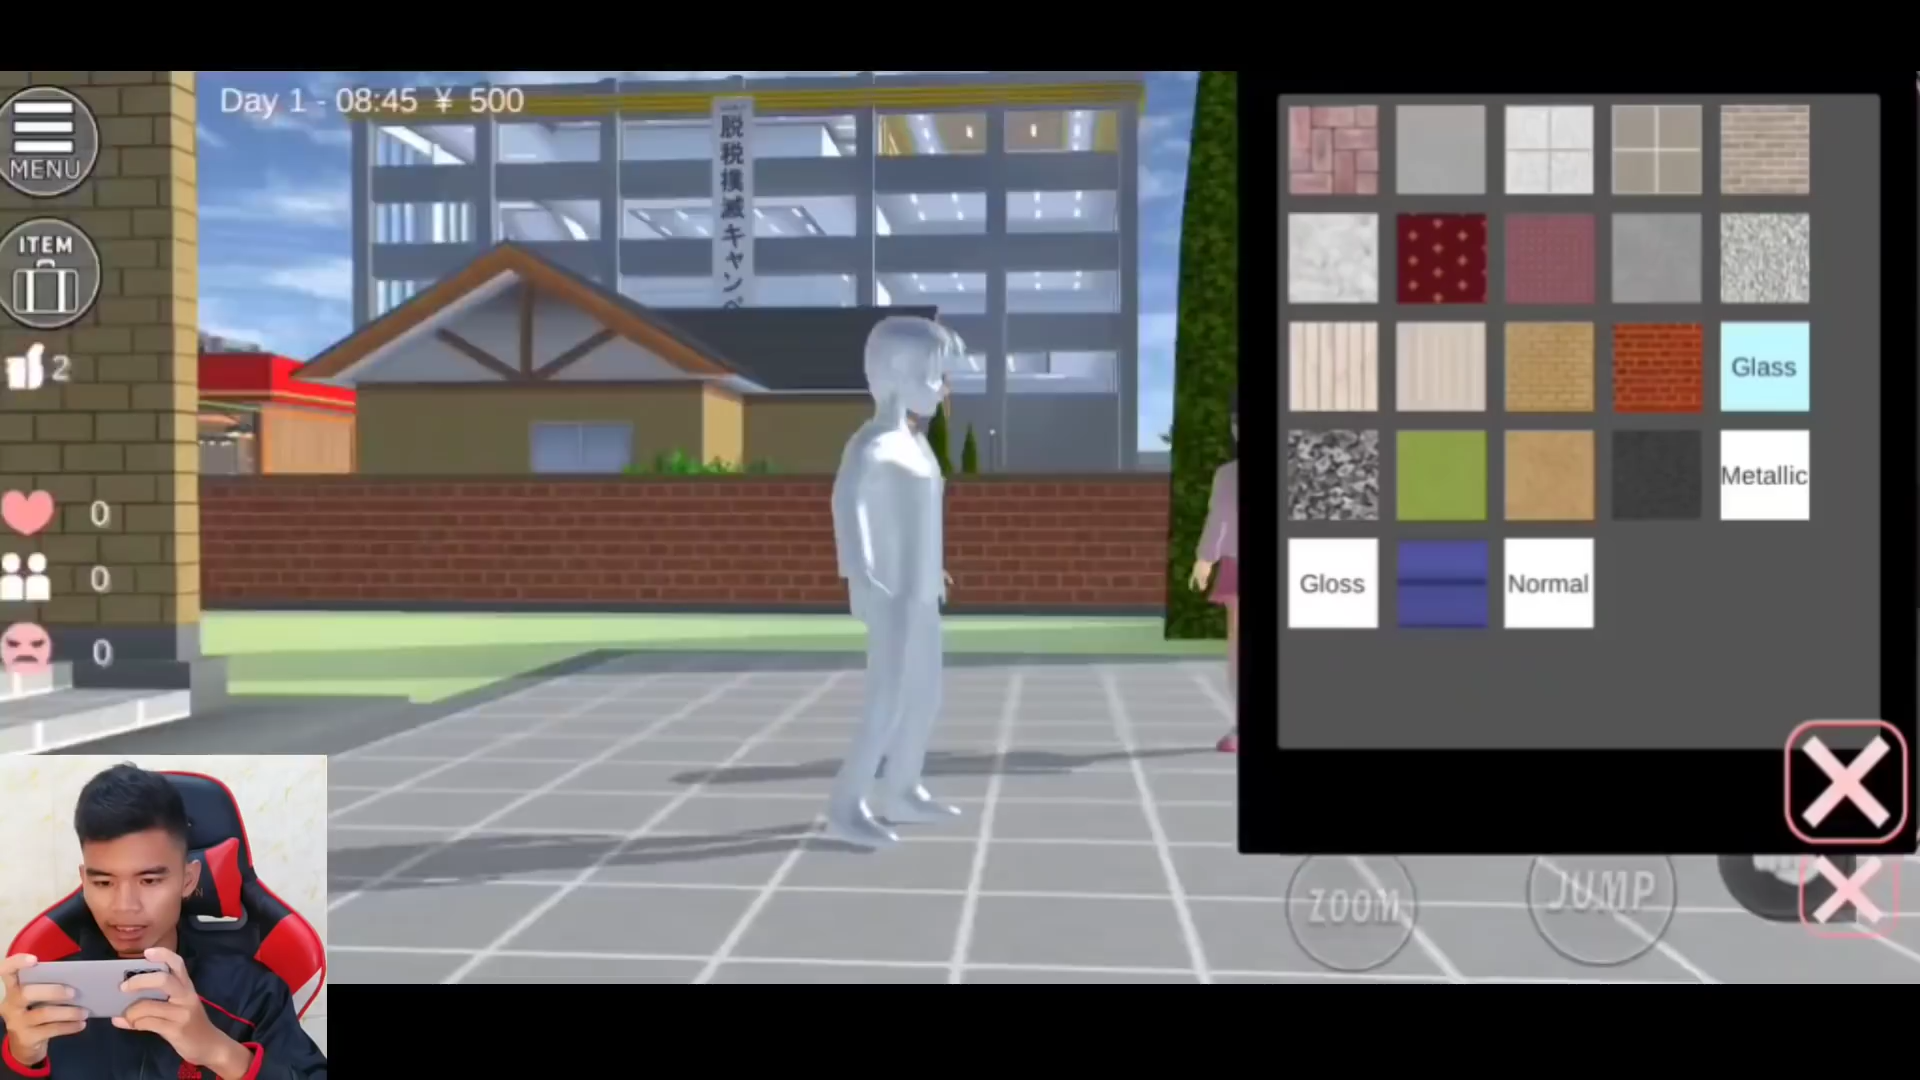 Day 1 - 08:45 ¥ 500
MENU
ITEM
2
0
0
0
脱税撲滅キャンペ
Glass
Metallic
Gloss
Normal
ZOOM
JUMP